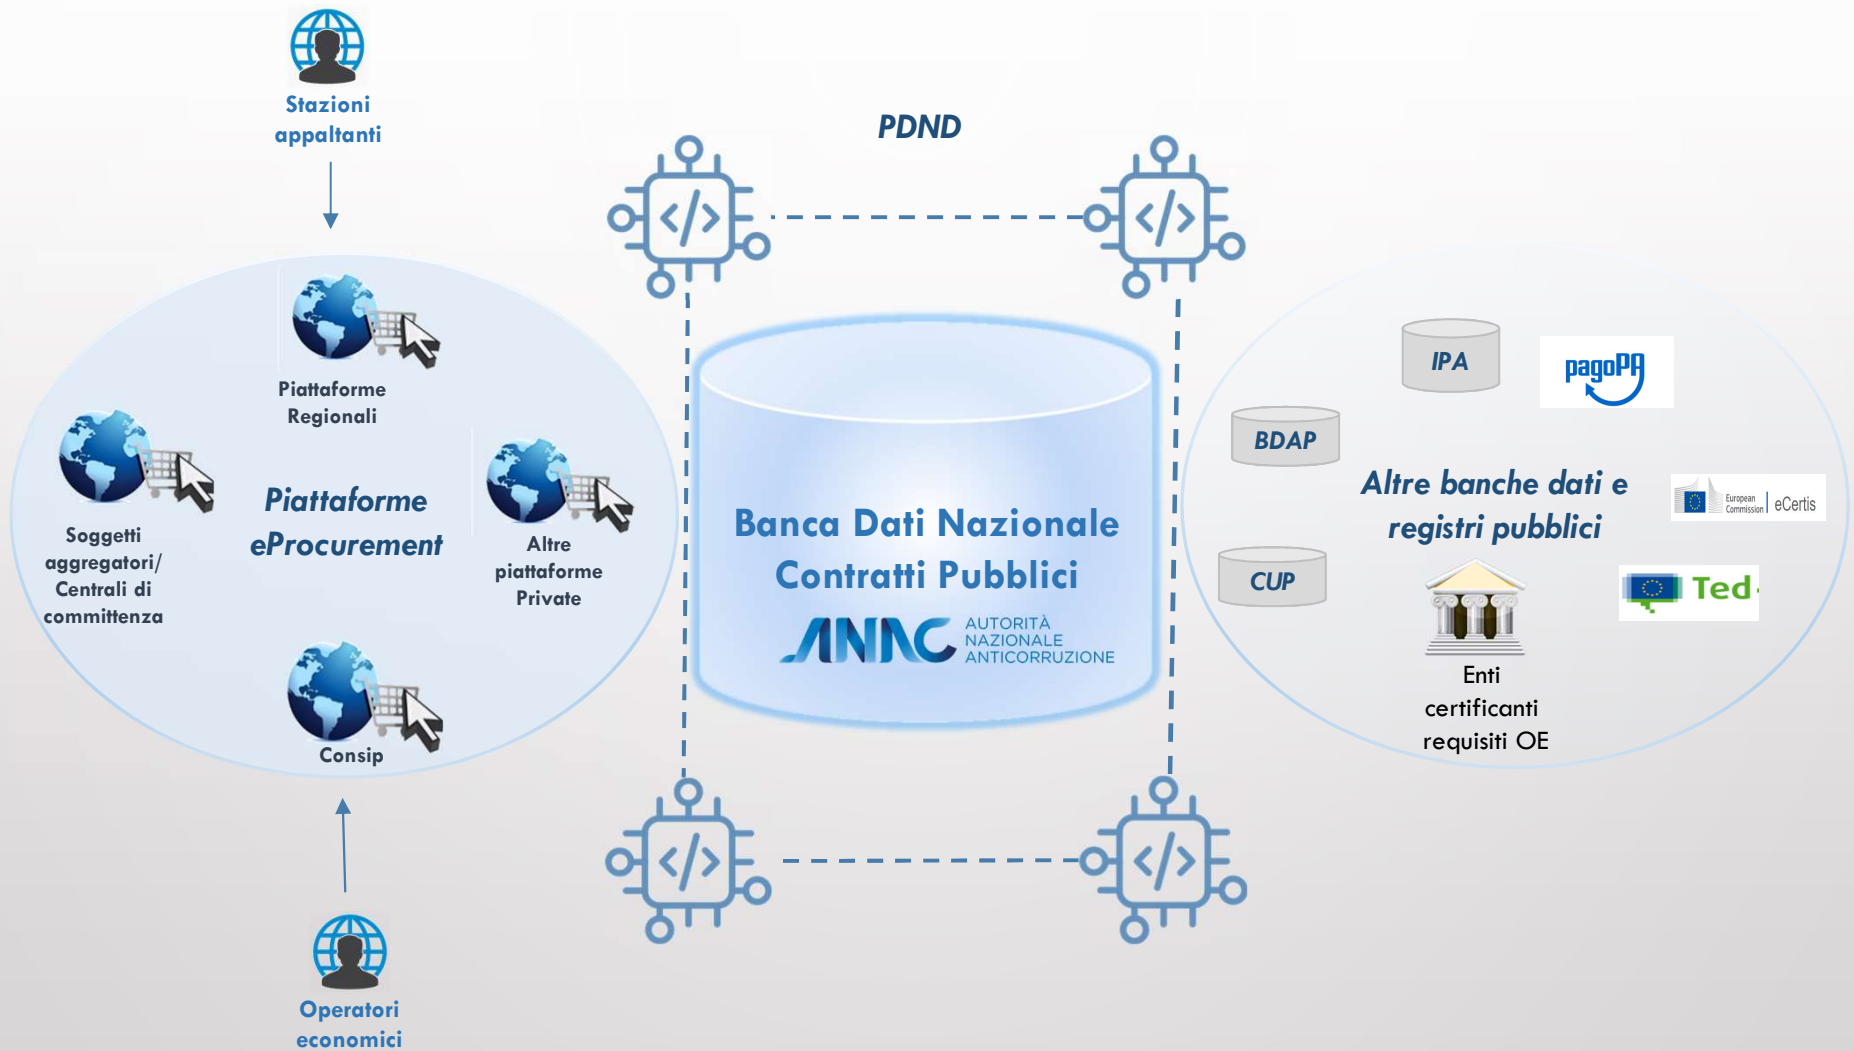 Stazioni
appaltanti
PDND
</>
</>
Piattaforme
Regionali
Soggetti
aggregatori/
Centrali di
committenza
Piattaforme
eProcurement
Altre
piattaforme
Private
Consip
Banca Dati Nazionale
Contratti Pubblici
ANAC
AUTORITÀ
NAZIONALE
ANTICORRUZIONE
IPA
pagoPA
BDAP
Altre banche dati e
registri pubblici
European
Commission
eCertis
CUP
Ted
Enti
certificanti
requisiti OE
</>
</>
Operatori
economici